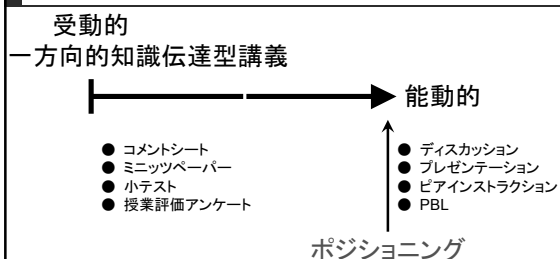 受動的
一方向的知識伝達型講義
能動的
● コメントシート
● ミニッツペーパー
● 小テスト
● 授業評価アンケート
● ディスカッション
● プレゼンテーション
● ピアインストラクション
● PBL
ポジショニング